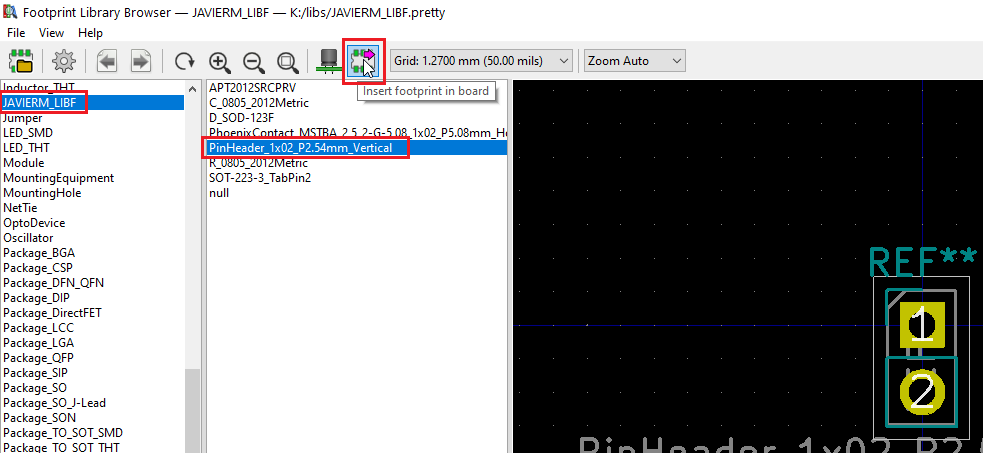 Footprint Library Browser — JAVIERM_LIBF — K:/libs/JAVIERM_LIBF.pretty
File View Help
Grid: 1.2700 mm (50.00 mils)
Zoom Auto
Insert footprint in board
Inductor_THT
JAVIERM_LIBF
Jumper
LED_SMD
LED_THT
Module
MountingEquipment
MountingHole
NetTie
OptoDevice
Oscillator
Package_BGA
Package_CSP
Package_DFN_QFN
Package_DIP
Package_DirectFET
Package_LCC
Package_LGA
Package_QFP
Package_SIP
Package_SO
Package_SO_J-Lead
Package_SON
Package_TO_SOT_SMD
Package_TO_SOT_THT
APT2012SRCPRV
C_0805_2012Metric
D_SOD-123F
PhoenixContact_MSTBA_2,5_2-G-5,08_1x02_P5.08mm_Ho
PinHeader_1x02_P2.54mm_Vertical
R_0805_2012Metric
SOT-223-3_TabPin2
null
REF**
1
2
PinHeader_1x02_P2.